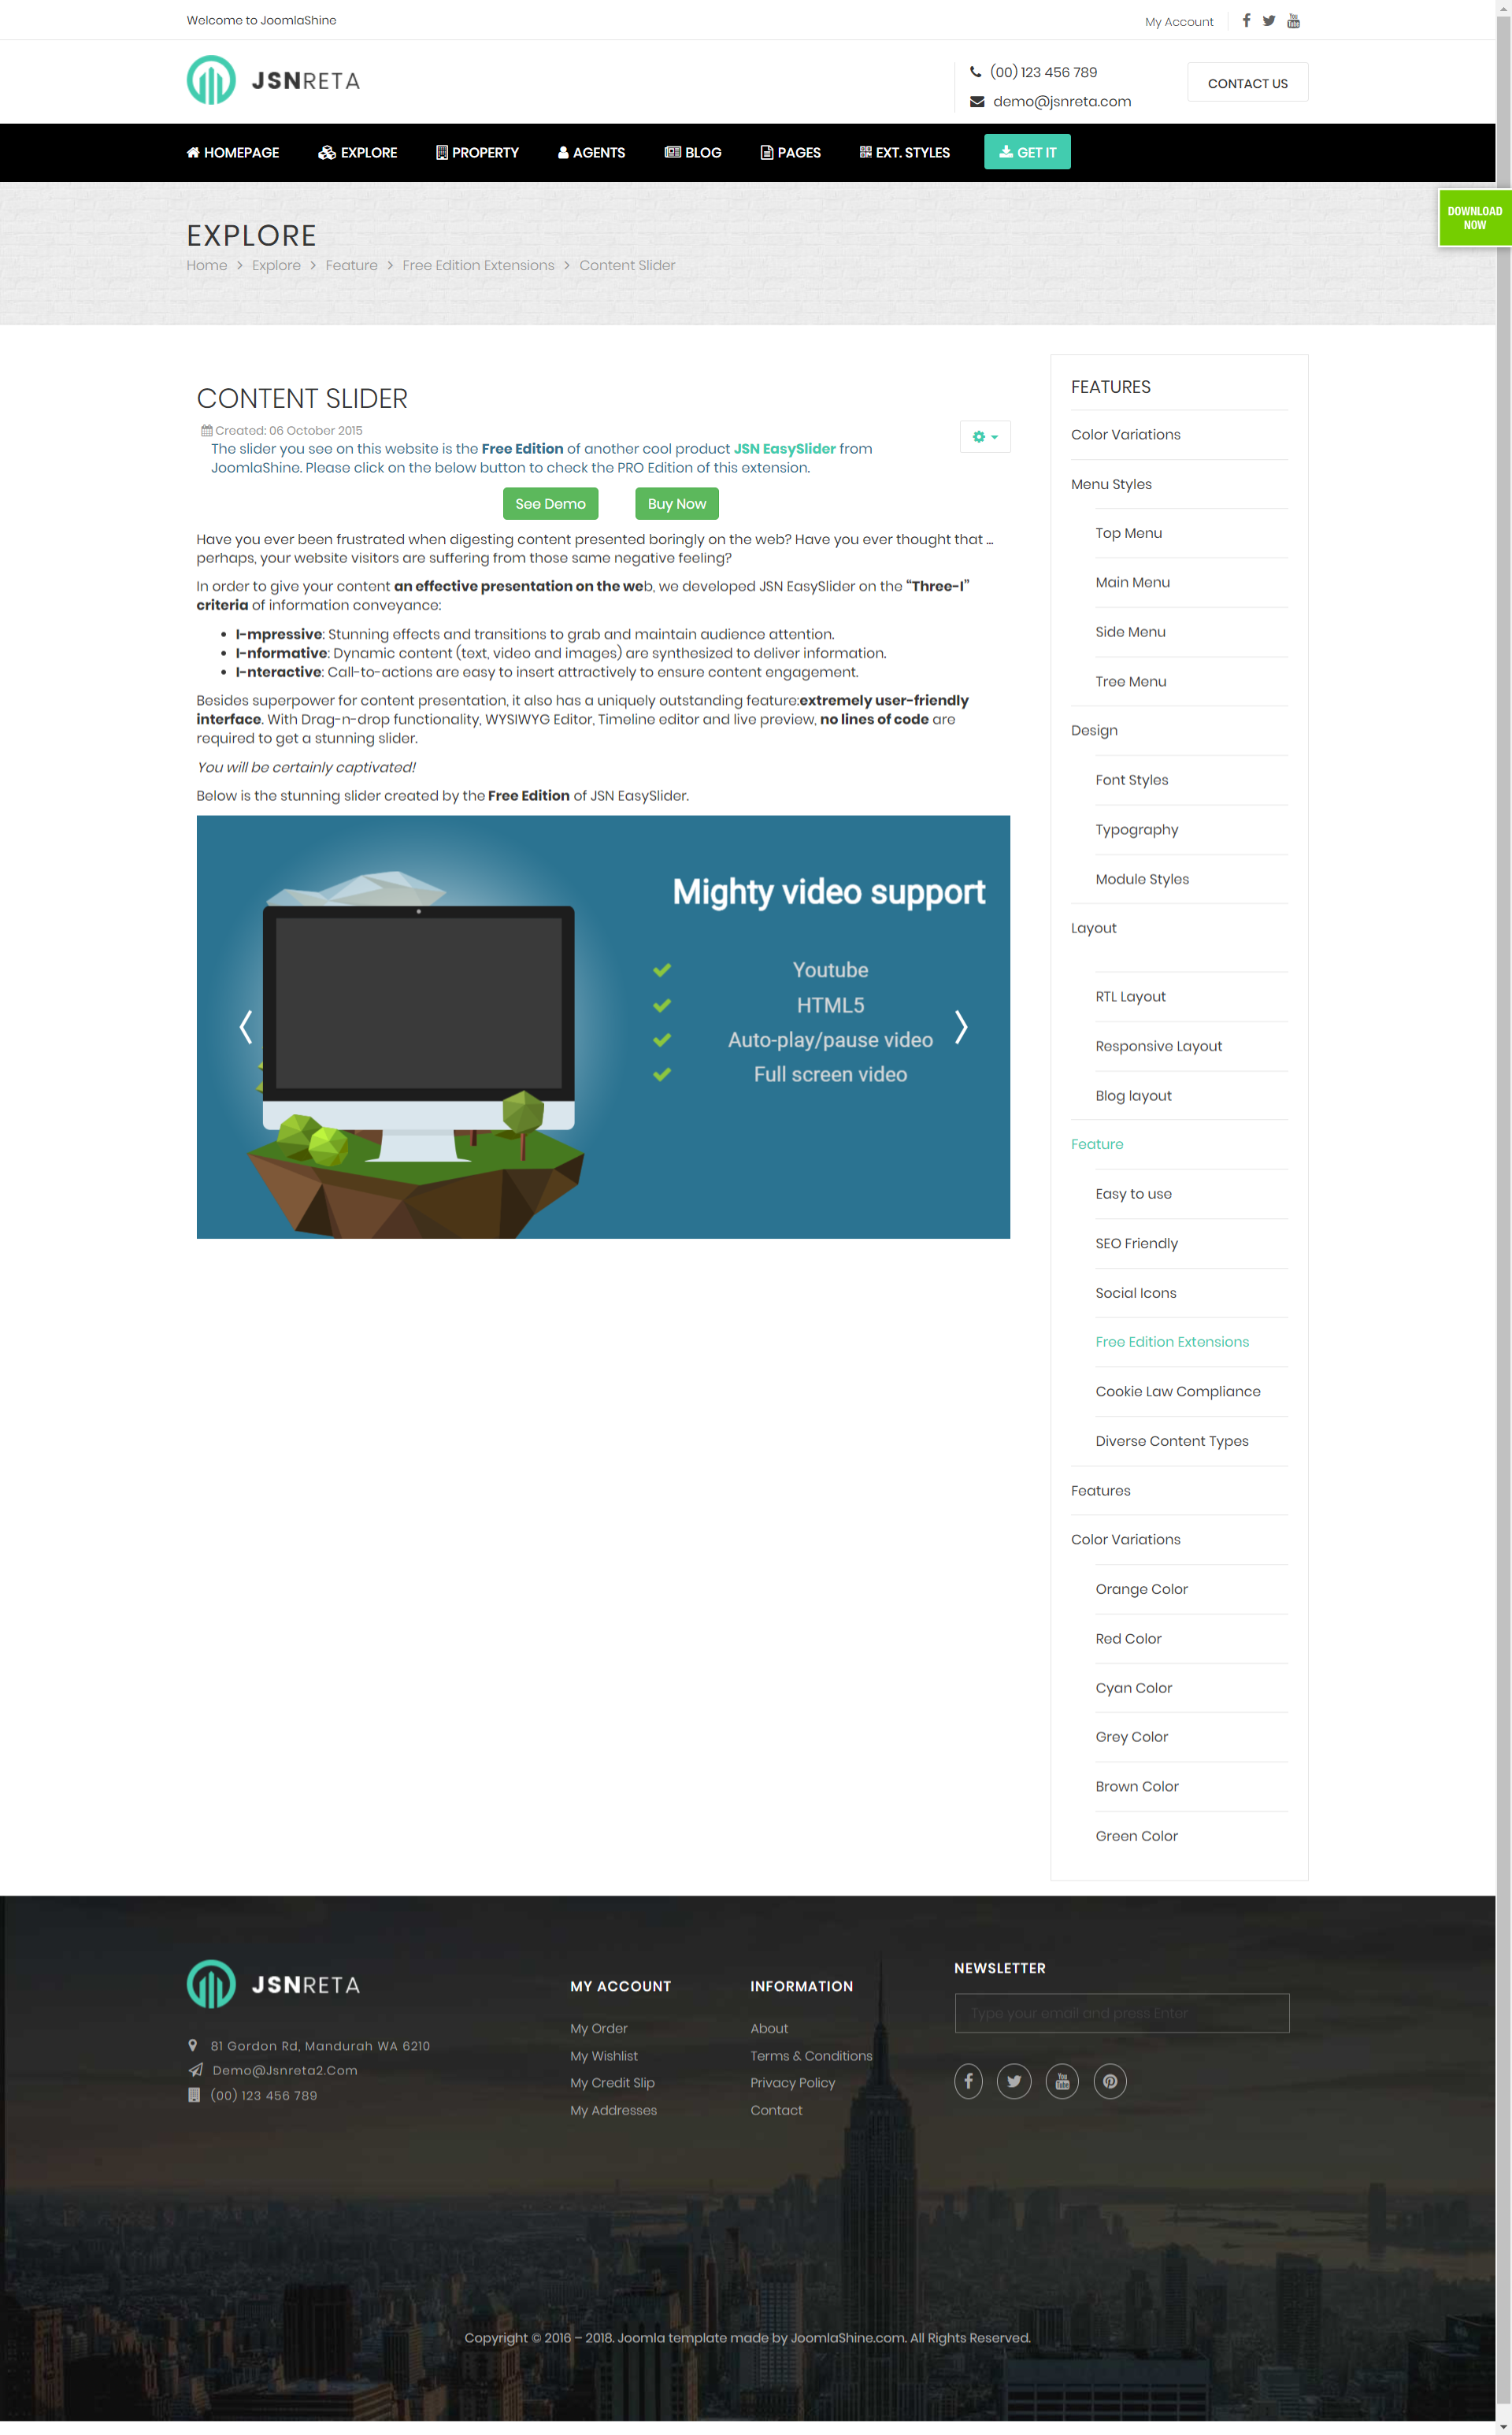 Welcome to JoomlaShine
My Account
JSNRETA
(00) 123 456 789
demo@jsnreta.com
CONTACT US
HOMEPAGE
EXPLORE
PROPERTY
AGENTS
BLOG
PAGES
EXT. STYLES
GET IT
DOWNLOAD
NOW
EXPLORE
Home > Explore > Feature > Free Edition Extensions > Content Slider
CONTENT SLIDER
Created: 06 October 2015
The slider you see on this website is the Free Edition of another cool product JSN EasySlider from
JoomlaShine. Please click on the below button to check the PRO Edition of this extension.
See Demo
Buy Now
Have you ever been frustrated when digesting content presented boringly on the web? Have you ever thought that ...
perhaps, your website visitors are suffering from those same negative feeling?
In order to give your content an effective presentation on the web, we developed JSN EasySlider on the “Three-I”
criteria of information conveyance:
• I-mpressive: Stunning effects and transitions to grab and maintain audience attention.
• I-nformative: Dynamic content (text, video and images) are synthesized to deliver information.
• I-nteractive: Call-to-actions are easy to insert attractively to ensure content engagement.
Besides superpower for content presentation, it also has a uniquely outstanding feature:extremely user-friendly
interface. With Drag-n-drop functionality, WYSIWYG Editor, Timeline editor and live preview, no lines of code are
required to get a stunning slider.
You will be certainly captivated!
Below is the stunning slider created by the Free Edition of JSN EasySlider.
Mighty video support
Youtube
HTML5
Auto-play/pause video
Full screen video
FEATURES
Color Variations
Menu Styles
Top Menu
Main Menu
Side Menu
Tree Menu
Design
Font Styles
Typography
Module Styles
Layout
RTL Layout
Responsive Layout
Blog layout
Feature
Easy to use
SEO Friendly
Social Icons
Free Edition Extensions
Cookie Law Compliance
Diverse Content Types
Features
Color Variations
Orange Color
Red Color
Cyan Color
Grey Color
Brown Color
Green Color
JSNRETA
81 Gordon Rd, Mandurah WA 6210
Demo@Jsnreta2.Com
(00) 123 456 789
MY ACCOUNT
My Order
My Wishlist
My Credit Slip
My Addresses
INFORMATION
About
Terms & Conditions
Privacy Policy
Contact
NEWSLETTER
Type your email and press Enter
You
Tube
Copyright © 2016 – 2018. Joomla template made by JoomlaShine.com. All Rights Reserved.